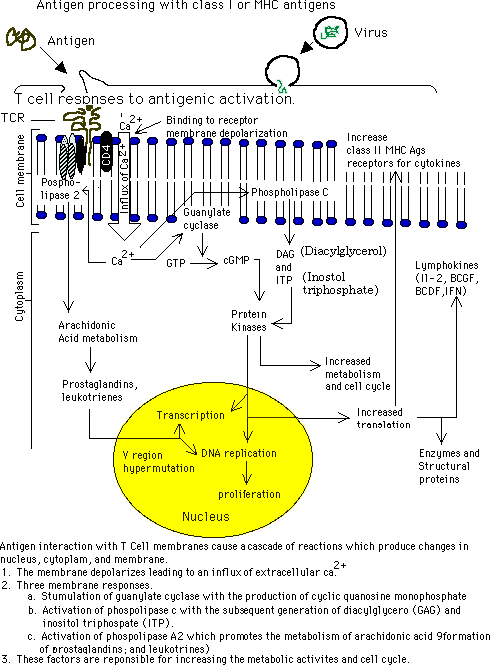 Antigen processing with class I or MHC antigens
Antigen
Virus
T cell responses to antigenic activation.
TCR
Ca2+
Binding to receptor
membrane depolarization
Increase
class II MHC Ags
receptors for cytokines
Cell membrane
CD4
Influx of Ca2+
Pospho-
lipase 2
Phospholipase C
Guanylate
cyclase
Ca2+
GTP
cGMP
DAG
and
ITP
(Diacylglycerol)
(Inostol
triphosphate)
Lymphokines
(Il-2, BCGF,
BCDF,IFN)
Cytoplasm
Arachidonic
Acid metabolism
Protein
Kinases
Prostaglandins,
leukotrienes
Increased
metabolism
and cell cycle
Transcription
Increased
translation
V region
hypermutation
DNA replication
Enzymes and
Structural
proteins
proliferation
Nucleus
Antigen interaction with T Cell membranes cause a cascade of reactions which produce changes in
nucleus, cytoplam, and membrane.
1. The membrane depolarizes leading to an influx of extracellular ca2+
2. Three membrane responses.
a. Stumulation of guanylate cyclase with the production of cyclic quanosine monophosphate
b. Activation of phospolipase c with the subsequent generation of diacylglycero (GAG) and
inositol triphospate (ITP).
c. Activation of phospolipase A2 which promotes the metabolism of arachidonic acid 9formation
of prostaglandins; and leukotrines)
3. These factors are reponsible for increasing the metabolic activites and cell cycle.